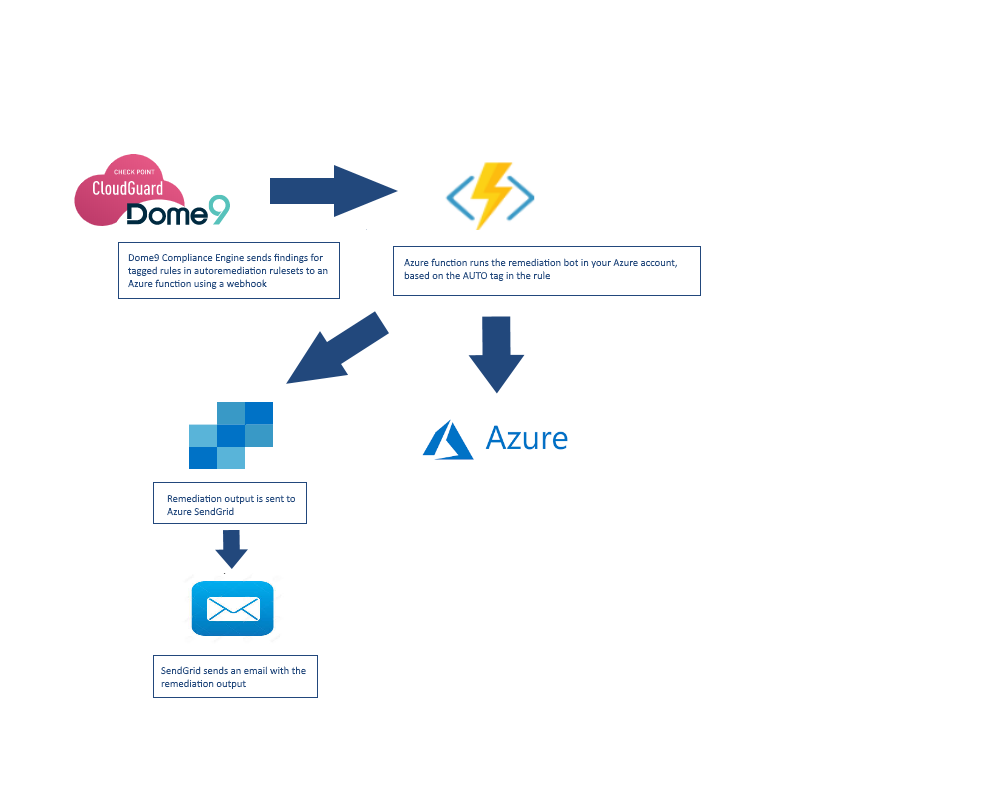 CHECK POINT
CloudGuard
Dome9
Dome9 Compliance Engine sends findings for
tagged rules in autoremediation rulesets to an
Azure function using a webhook
Azure function runs the remediation bot in your Azure account,
based on the AUTO tag in the rule
Azure
Remediation output is sent to
Azure SendGrid
SendGrid sends an email with the
remediation output